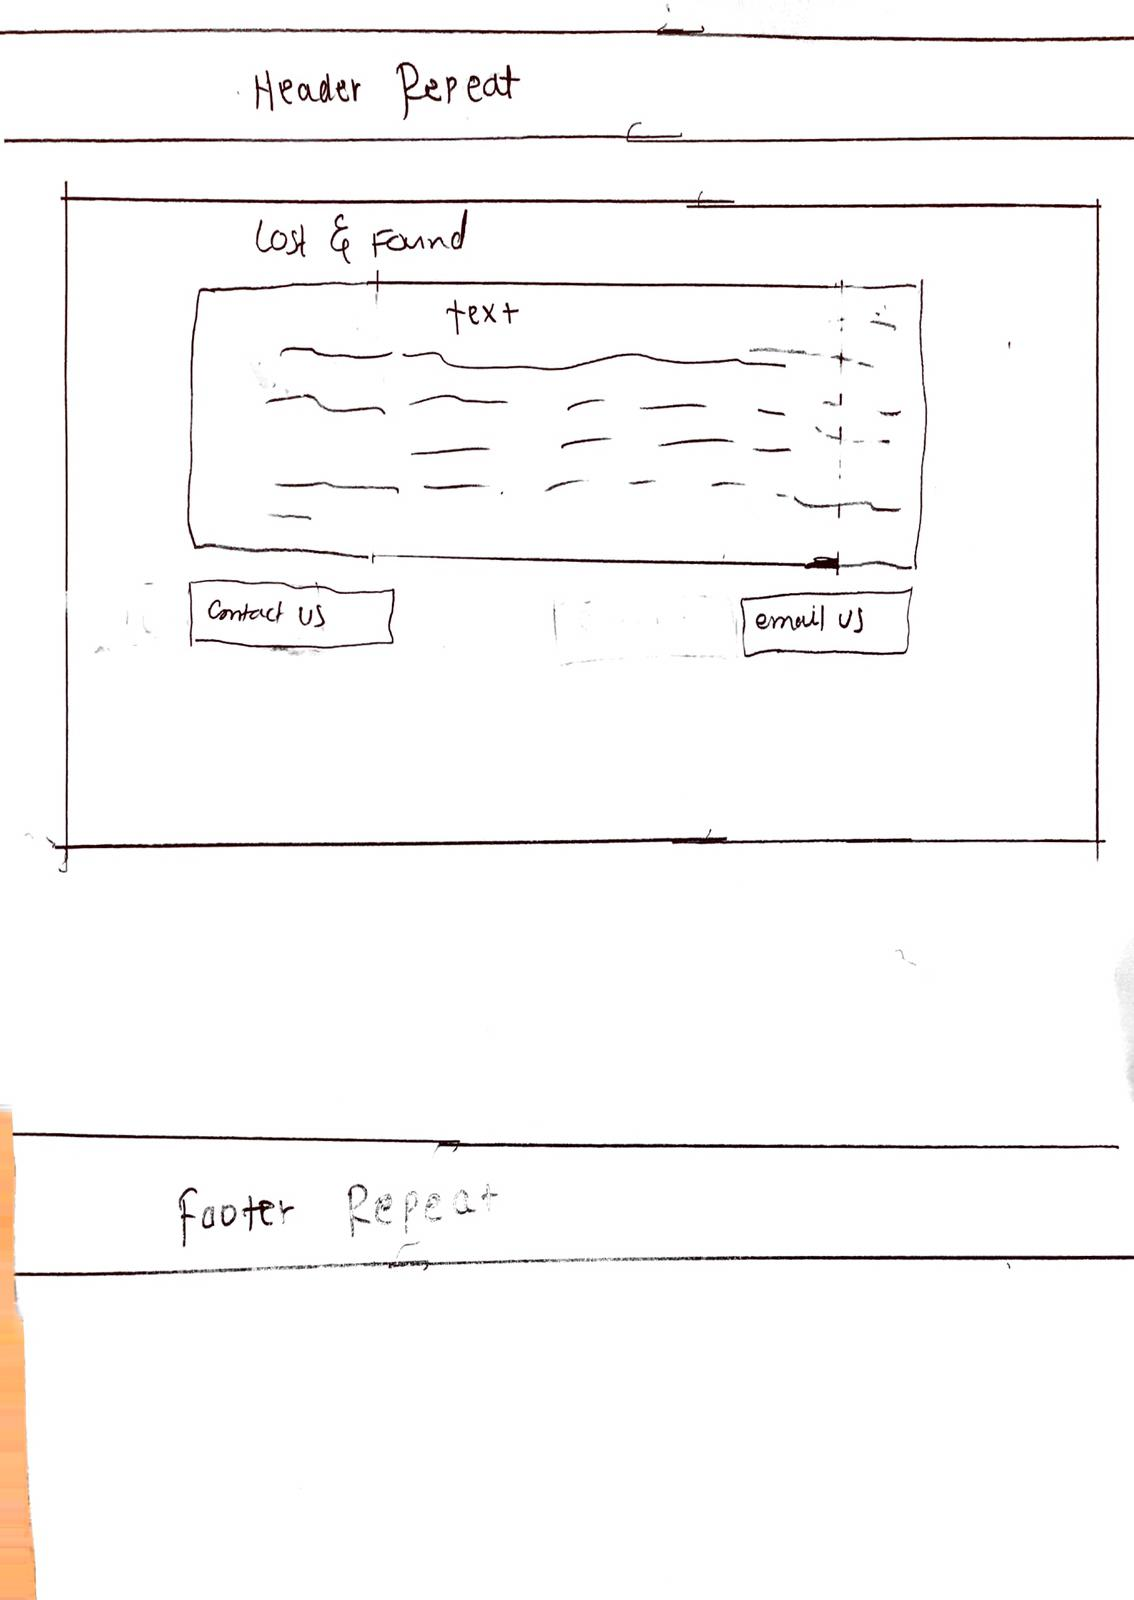 Header Repeat
Lost & Found
text
Contact us
email us
Footer Repeat